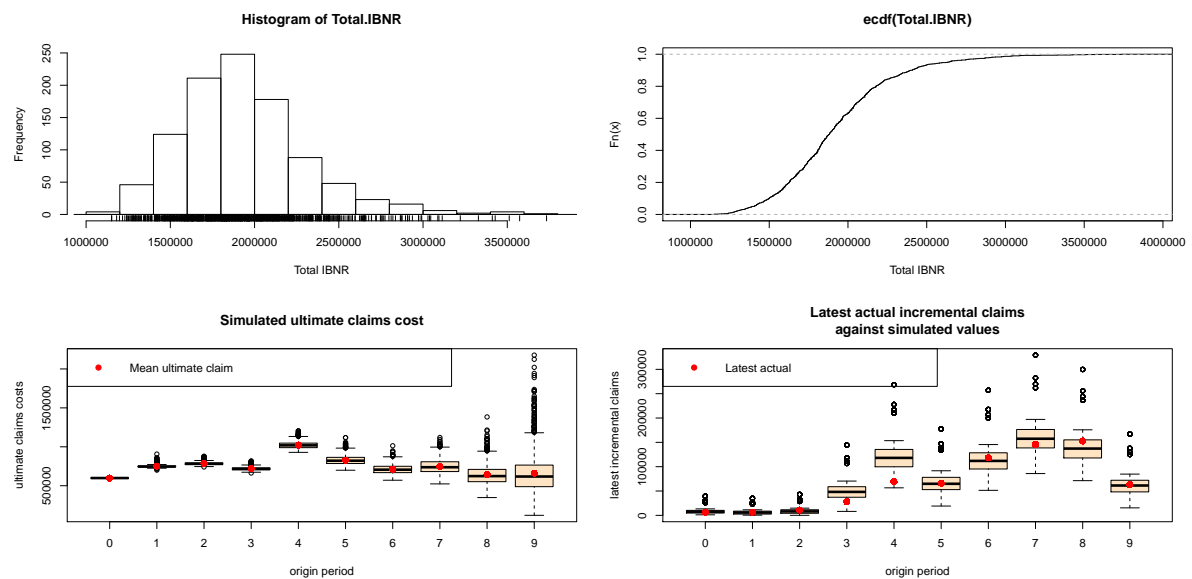 Histogram of Total.IBNR
Frequency
0 50 100 150 200 250
1000000 1500000 2000000 2500000 3000000 3500000
Total IBNR
ecdf(Total.IBNR)
Fn(x)
0.0 0.2 0.4 0.6 0.8 1.0
1000000 1500000 2000000 2500000 3000000 3500000 4000000
Total IBNR
Simulated ultimate claims cost
Mean ultimate claim
ultimate claims costs
500000 1500000
0 1 2 3 4 5 6 7 8 9
origin period
Latest actual incremental claims
against simulated values
Latest actual
latest incremental claims
0 100000 200000 300000
0 1 2 3 4 5 6 7 8 9
origin period